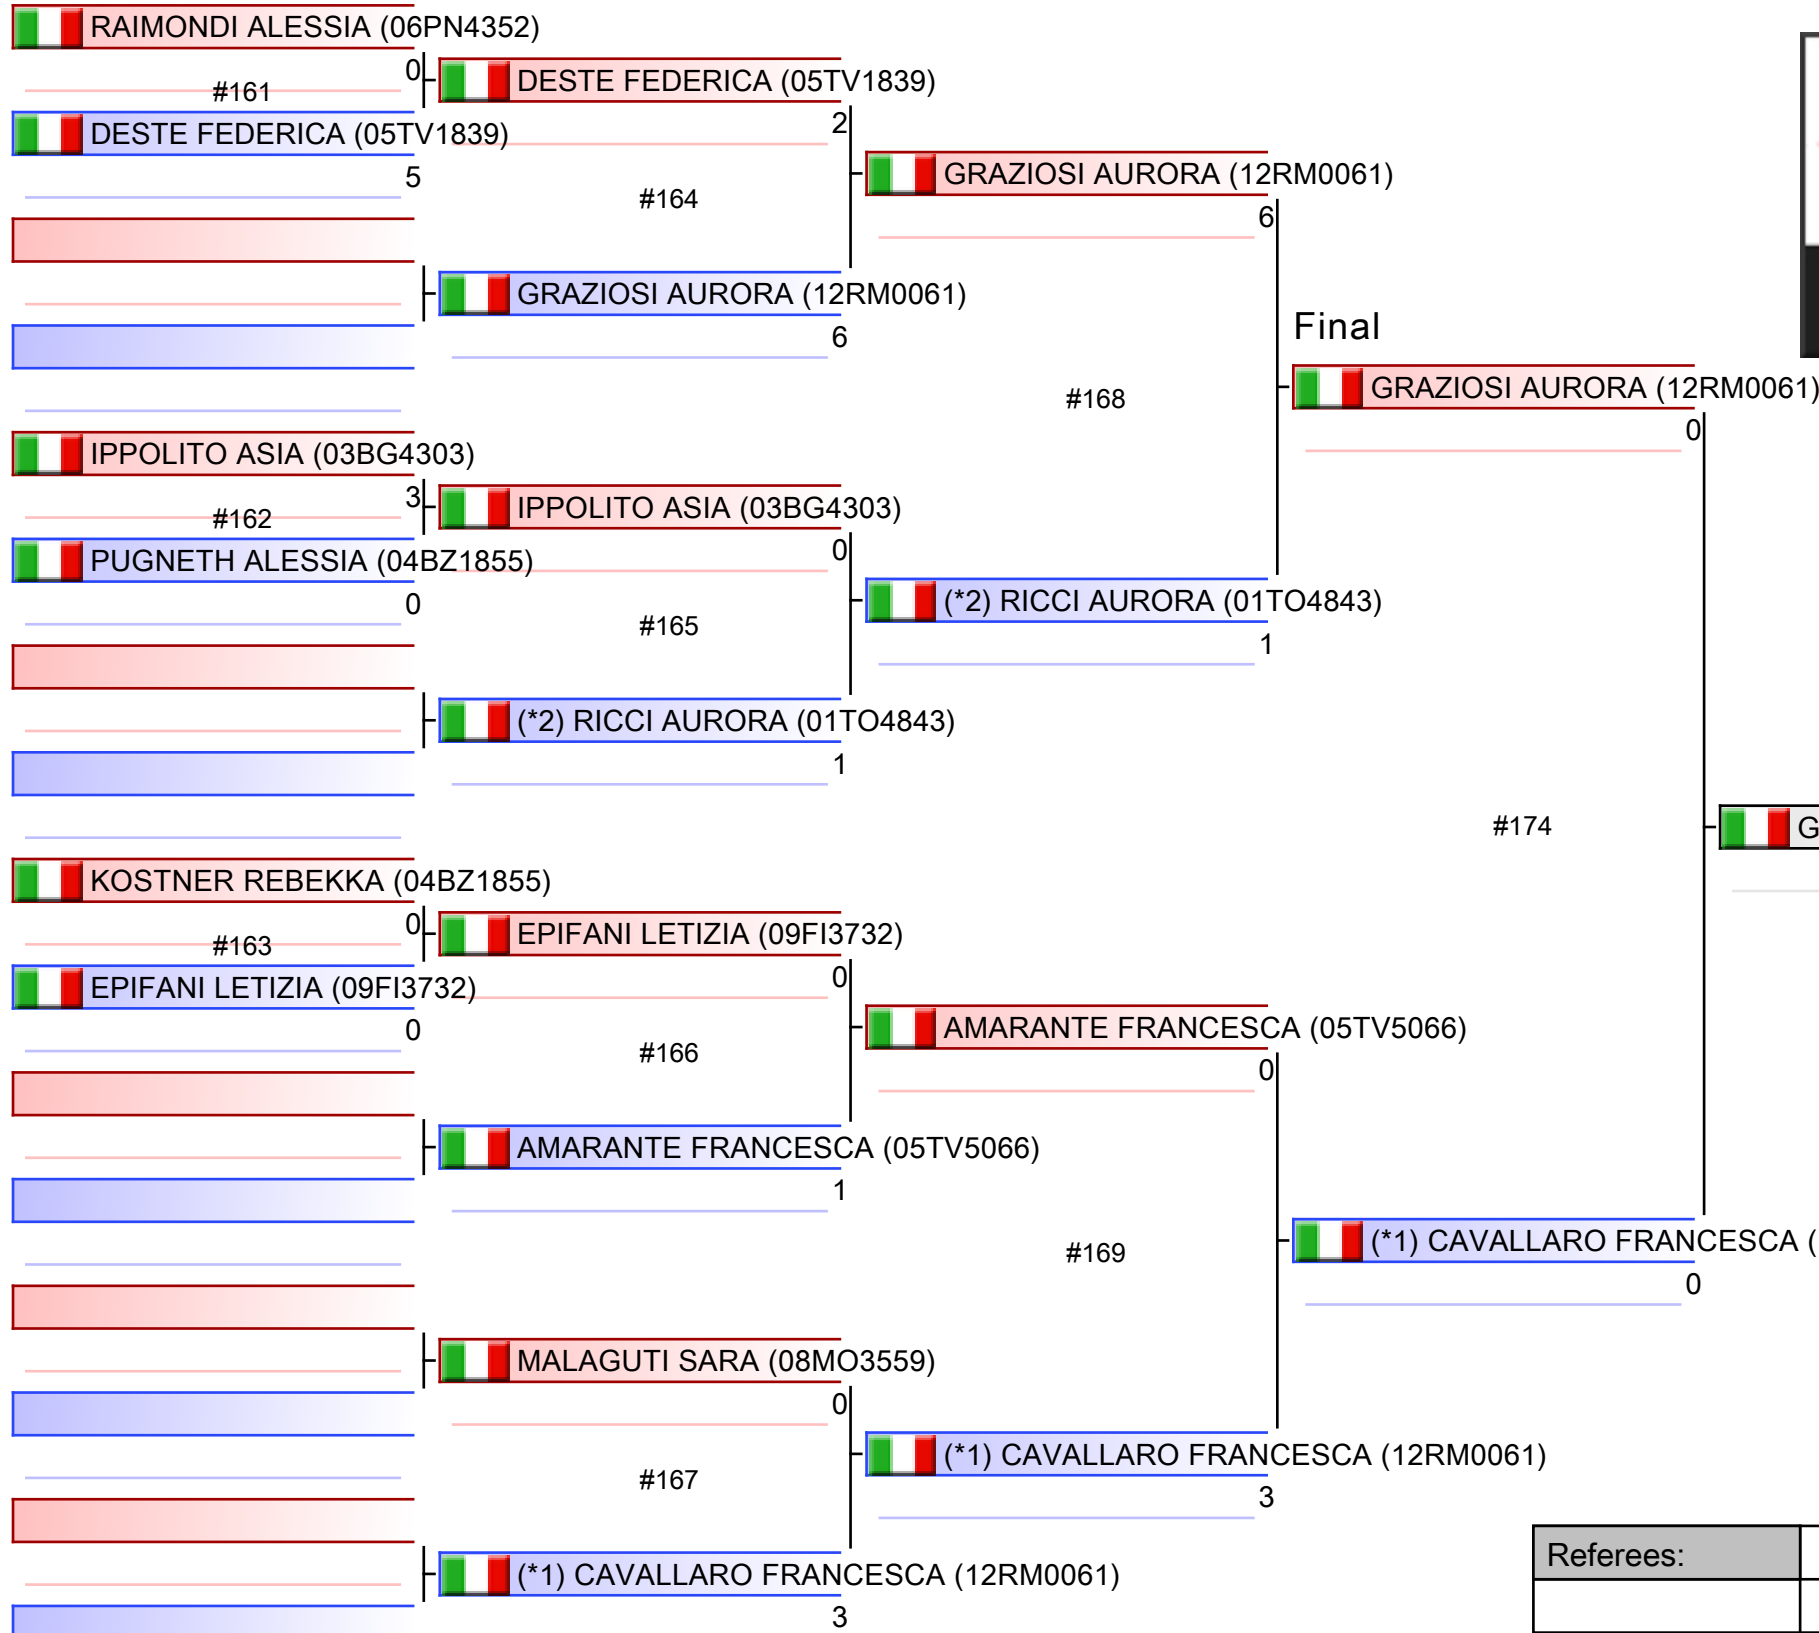 RAIMONDI ALESSIA (06PN4352)
0
#161
DESTE FEDERICA (05TV1839)
5
IPPOLITO ASIA (03BG4303)
3
#162
PUGNETH ALESSIA (04BZ1855)
0
KOSTNER REBEKKA (04BZ1855)
0
#163
EPIFANI LETIZIA (09FI3732)
0
DESTE FEDERICA (05TV1839)
2
#164
GRAZIOSI AURORA (12RM0061)
6
IPPOLITO ASIA (03BG4303)
0
#165
(*2) RICCI AURORA (01TO4843)
1
EPIFANI LETIZIA (09FI3732)
0
#166
AMARANTE FRANCESCA (05TV5066)
1
MALAGUTI SARA (08MO3559)
0
#167
(*1) CAVALLARO FRANCESCA (12RM0061)
3
GRAZIOSI AURORA (12RM0061)
6
#168
(*2) RICCI AURORA (01TO4843)
1
AMARANTE FRANCESCA (05TV5066)
0
#169
(*1) CAVALLARO FRANCESCA (12RM0061)
3
Final
GRAZIOSI AURORA (12RM0061)
0
#174
(*1) CAVALLARO FRANCESCA (
0
G
Referees: